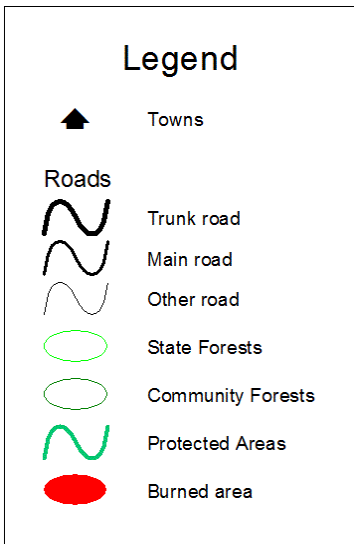 Legend
Towns
Roads
Trunk road
Main road
Other road
State Forests
Community Forests
Protected Areas
Burned area